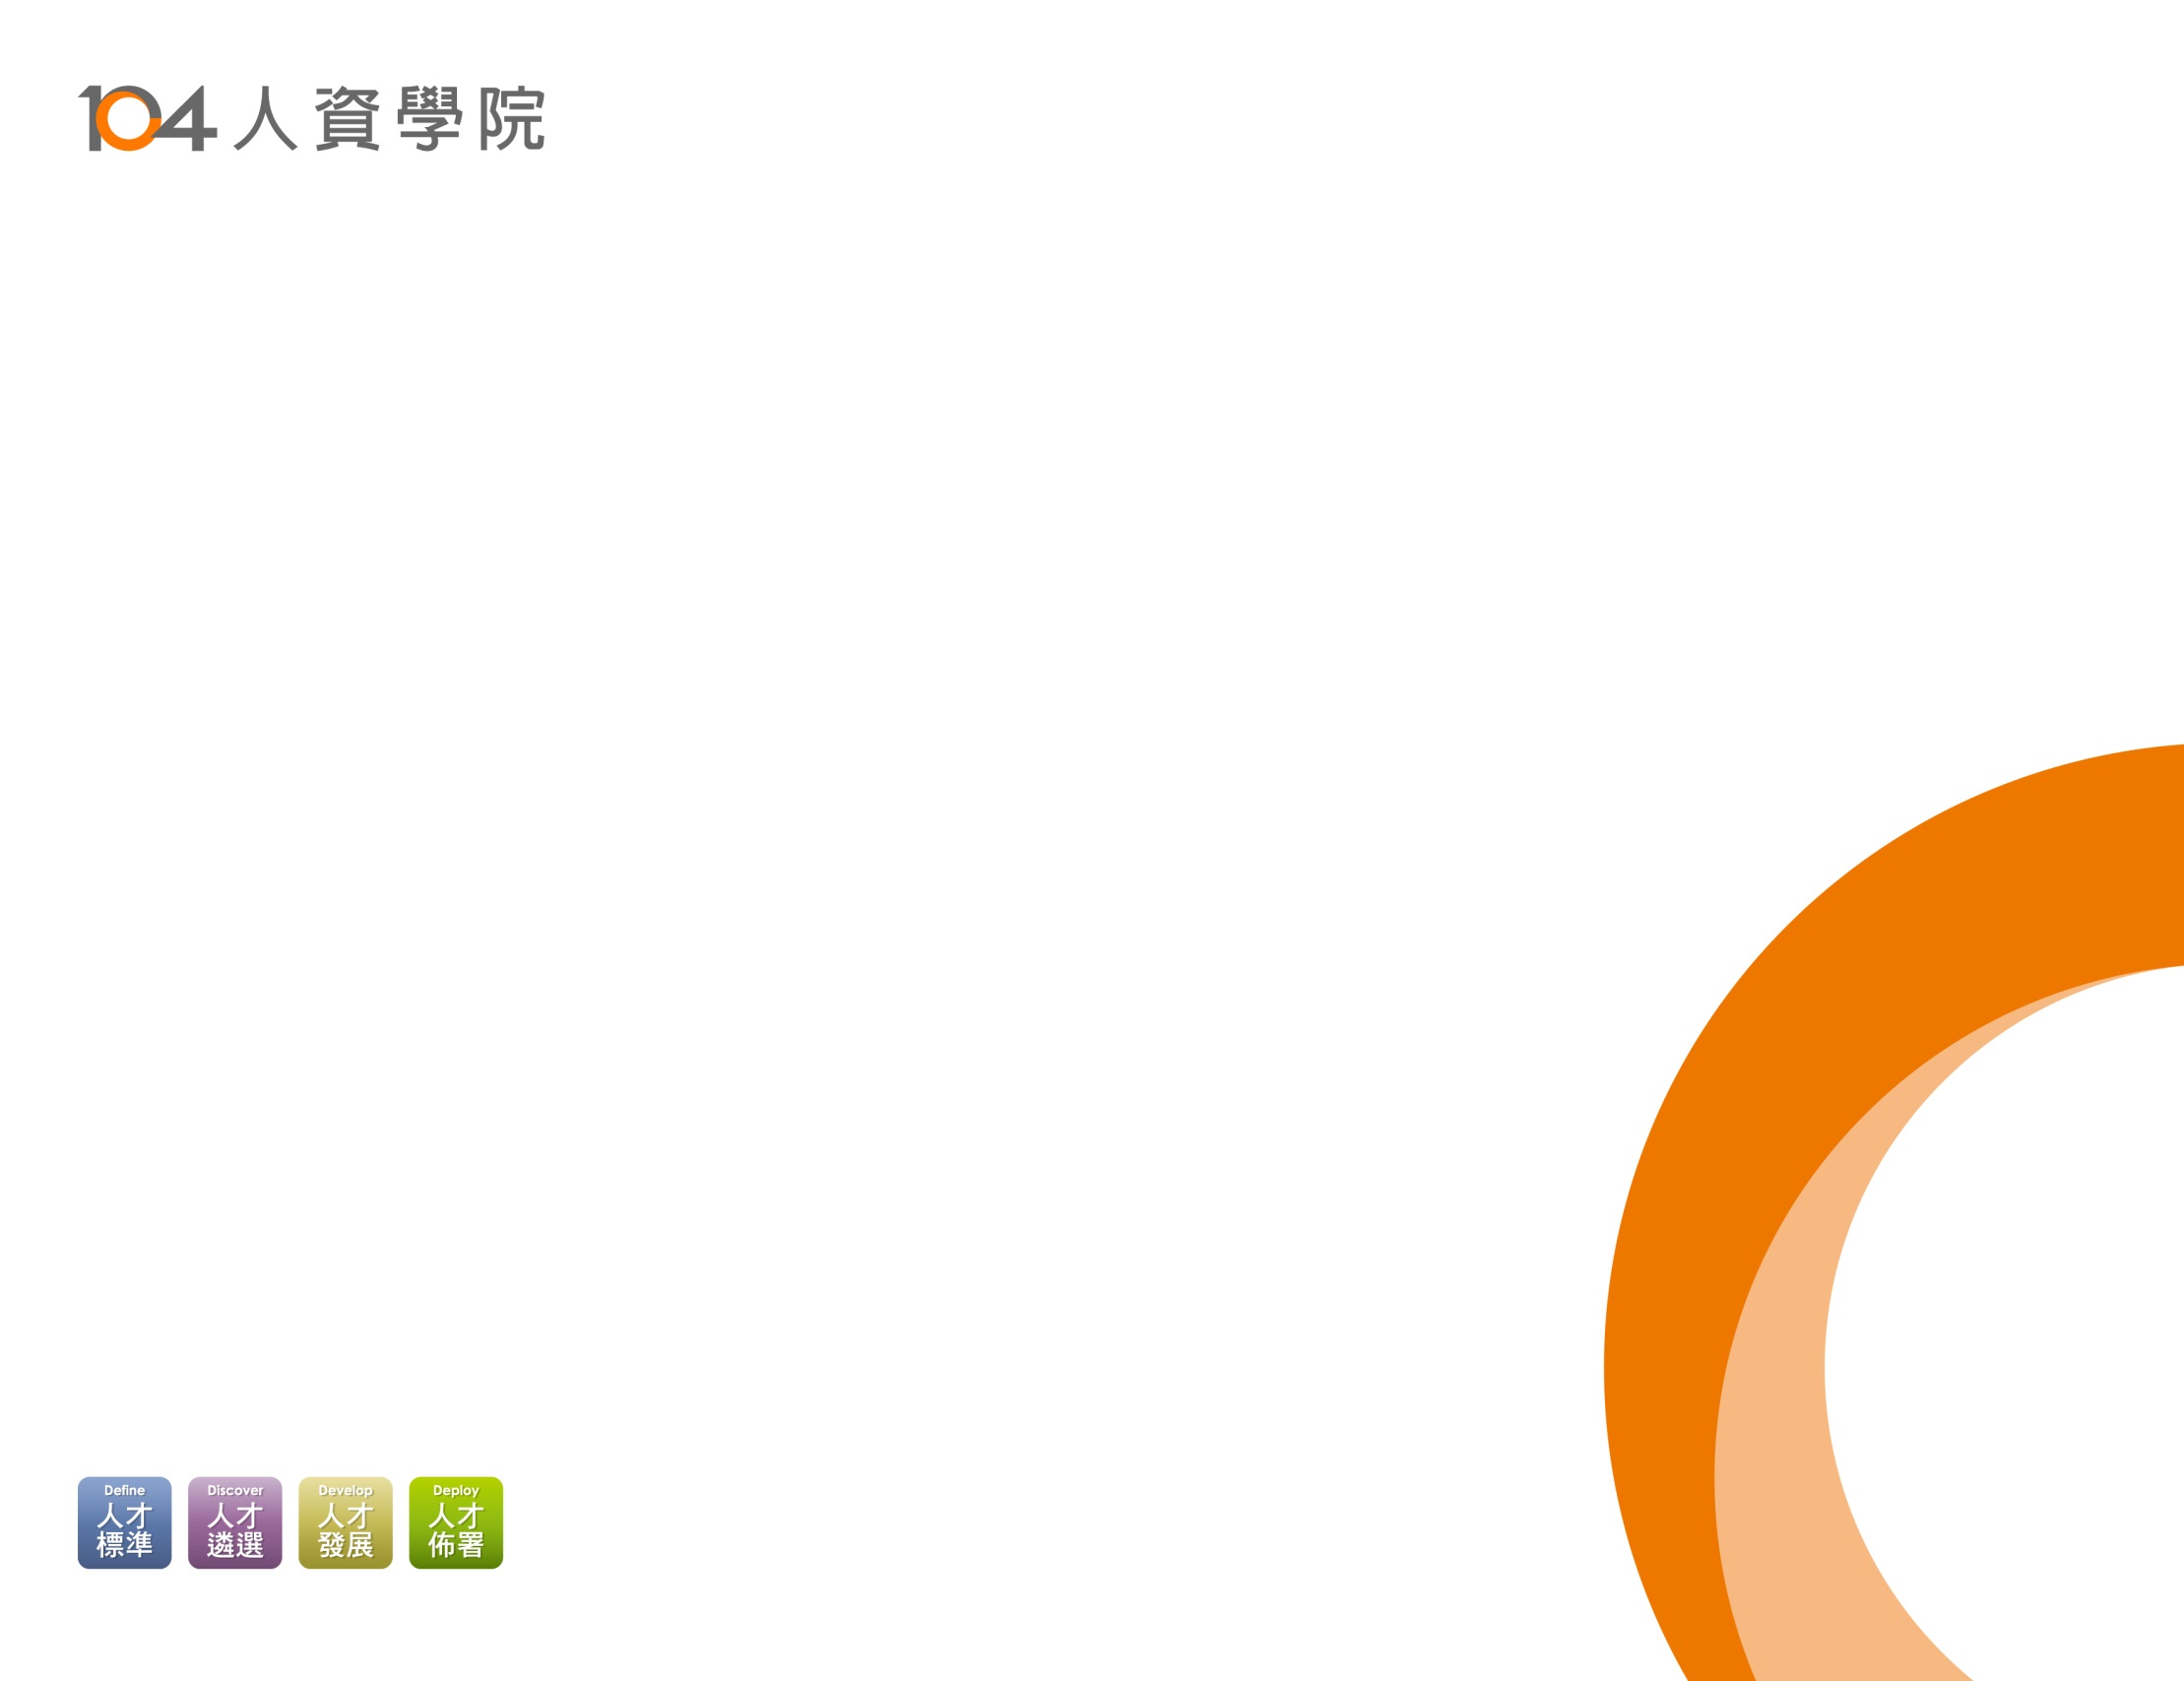 104人資學院
Define
人才
標準
Discover
人才
遴選
Develop
人才
發展
Deploy
人才
佈署